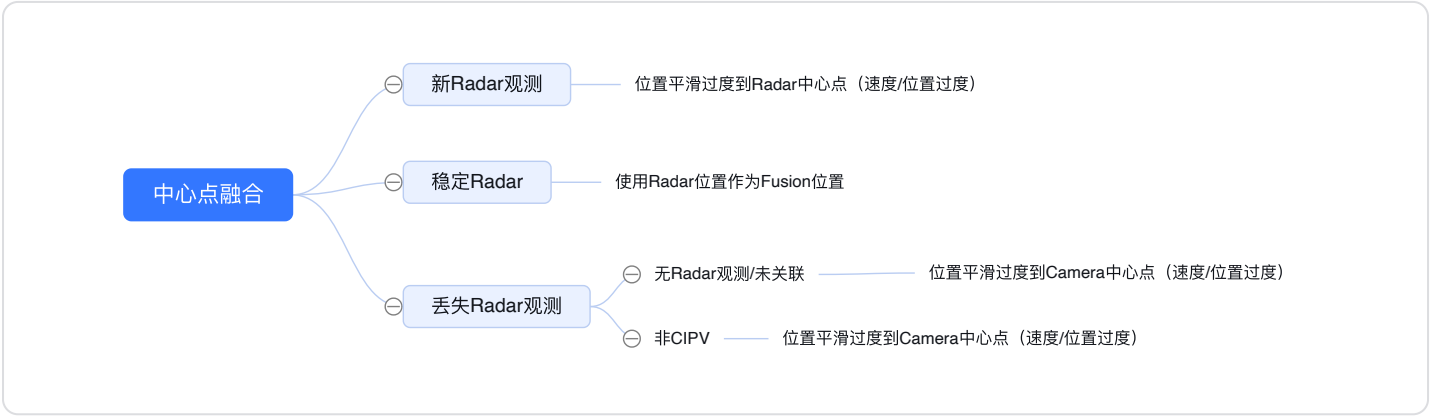 中心点融合
新Radar观测
位置平滑过度到Radar中心点（速度/位置过度）
稳定Radar
使用Radar位置作为Fusion位置
丢失Radar观测
无Radar观测/未关联
位置平滑过度到Camera中心点（速度/位置过度）
非CIPV
位置平滑过度到Camera中心点（速度/位置过度）